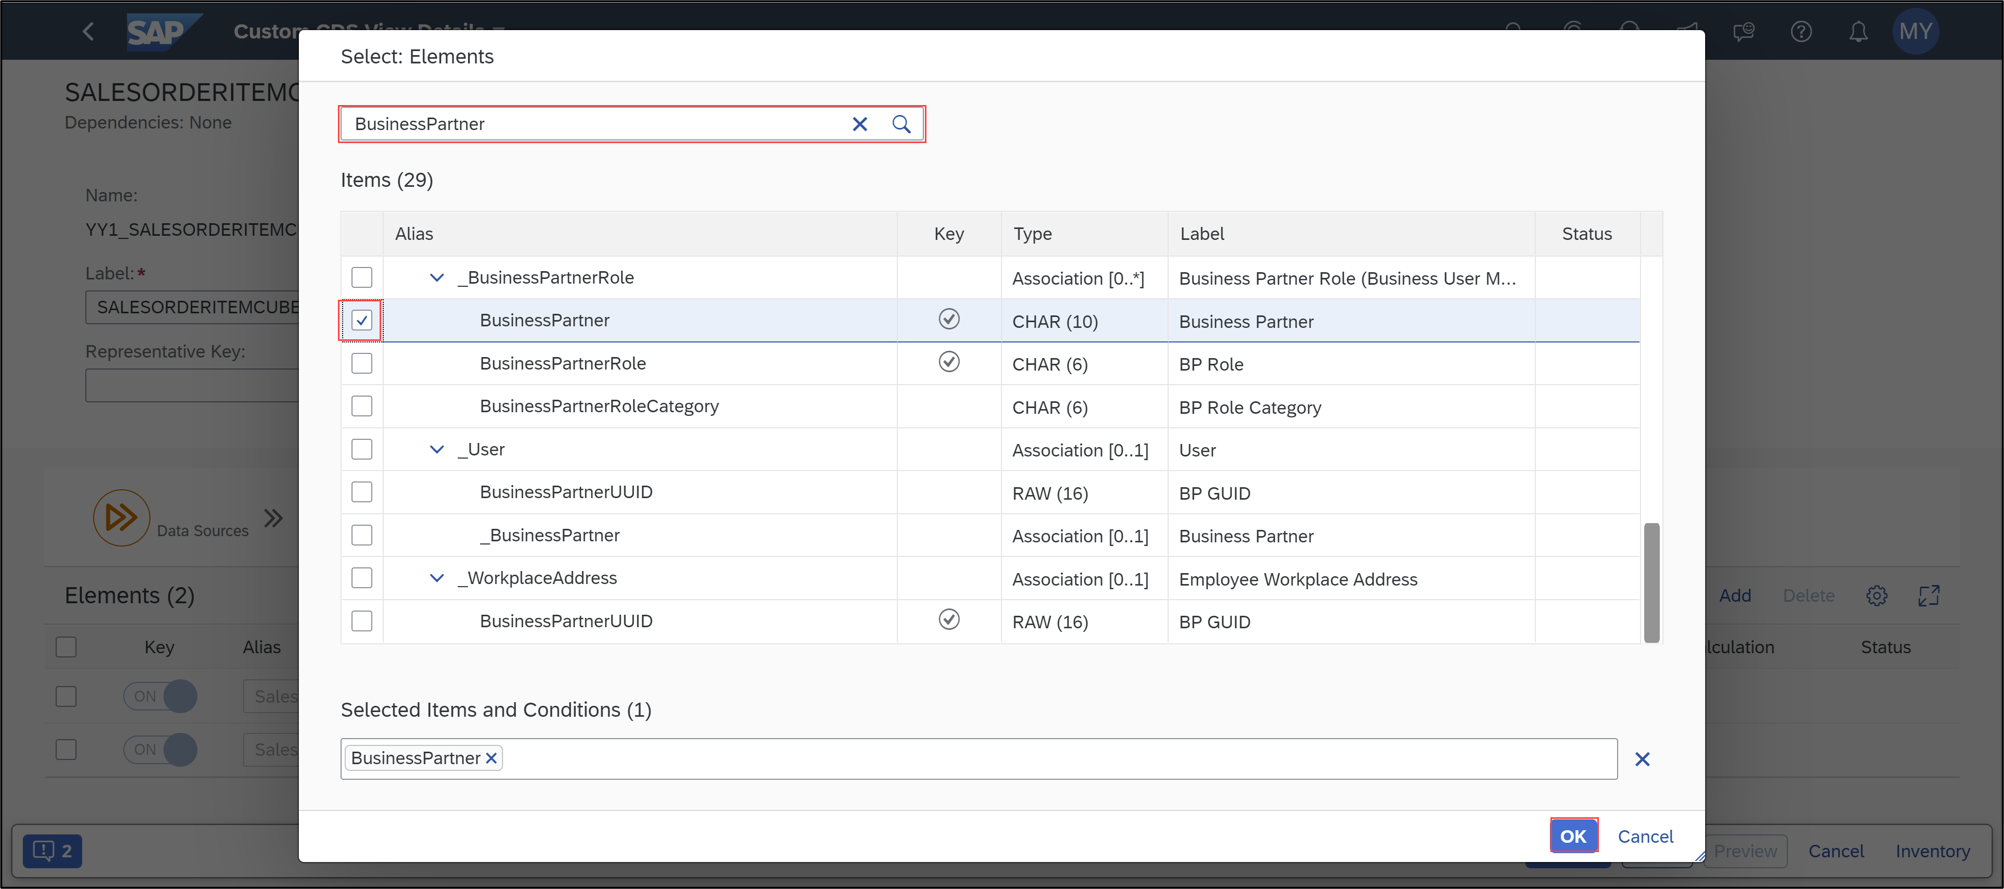 SAP
Custom CDS View Details
MY
Select: Elements
SALESORDERITEMC
Dependencies: None
BusinessPartner
Items (29)
Name:
YY1_SALESORDERITEMC
Label:*
SALESORDERITEMCUBE
Representative Key:
Alias Key Type Label Status
_BusinessPartnerRole Association [0..*] Business Partner Role (Business User M...
BusinessPartner CHAR (10) Business Partner
BusinessPartnerRole CHAR (6) BP Role
BusinessPartnerRoleCategory CHAR (6) BP Role Category
_User Association [0..1] User
BusinessPartnerUUID RAW (16) BP GUID
_BusinessPartner Association [0..1] Business Partner
_WorkplaceAddress Association [0..1] Employee Workplace Address
BusinessPartnerUUID RAW (16) BP GUID
Data Sources
Elements (2) Add Delete
Key Alias lculation Status
ON Sales
ON Sales
Selected Items and Conditions (1)
BusinessPartner
OK Cancel
2 Preview Cancel Inventory